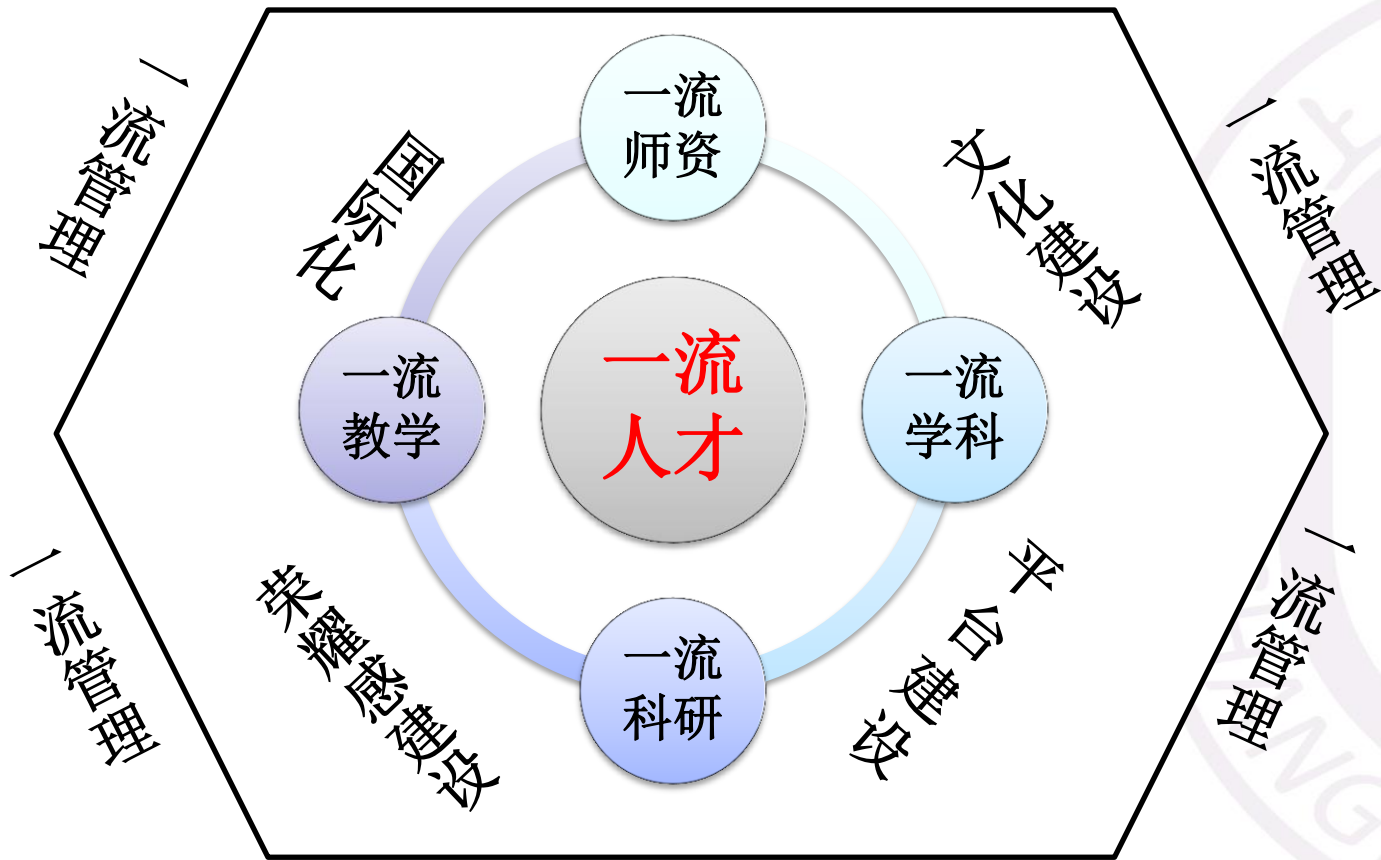 一流
师资
一流管理
国际化
文化建设
一流管理
一流
教学
一流
人才
一流
学科
一流管理
荣耀感建设
一流
科研
平台建设
一流管理
上
NG